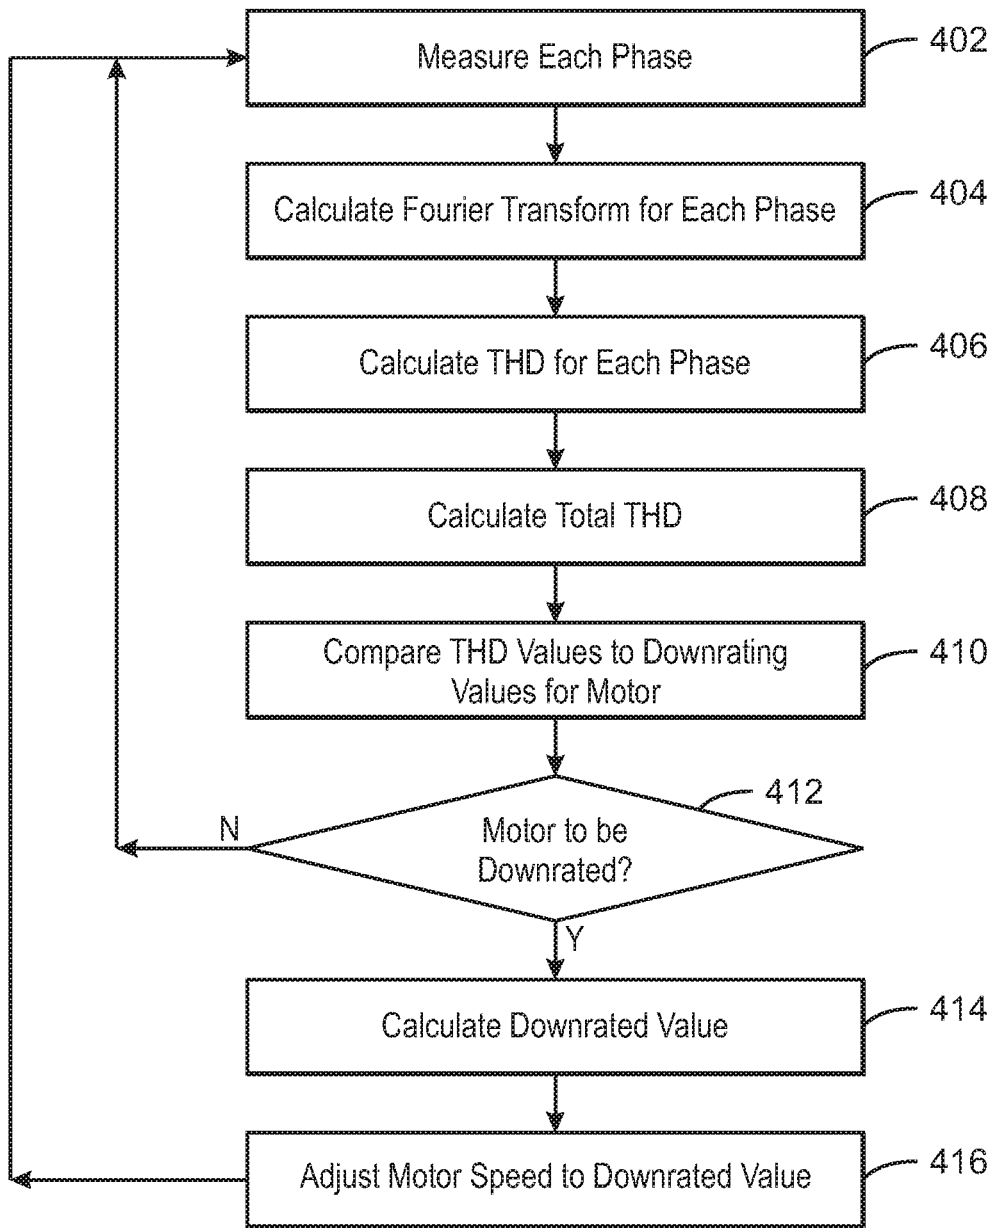 Measure Each Phase
402
Calculate Fourier Transform for Each Phase
404
Calculate THD for Each Phase
406
Calculate Total THD
408
Compare THD Values to Downrating
Values for Motor
410
412
Motor to be
Downrated?
N
Y
Calculate Downrated Value
414
Adjust Motor Speed to Downrated Value
416